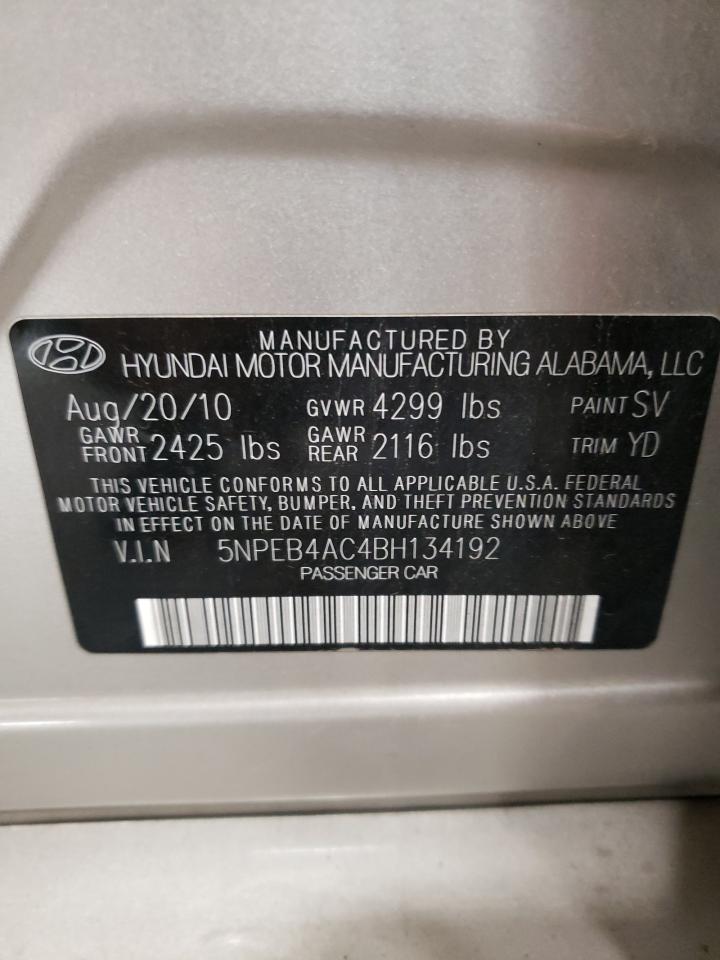 MANUFACTURED BY
HYUNDAI MOTOR MANUFACTURING ALABAMA, LLC
Aug/20/10 GVWR 4299 lbs PAINT SV
GAWR FRONT 2425 lbs GAWR REAR 2116 lbs TRIM YD
THIS VEHICLE CONFORMS TO ALL APPLICABLE U.S.A. FEDERAL
MOTOR VEHICLE SAFETY, BUMPER, AND THEFT PREVENTION STANDARDS
IN EFFECT ON THE DATE OF MANUFACTURE SHOWN ABOVE
V.I.N 5NPEB4AC4BH134192
PASSENGER CAR